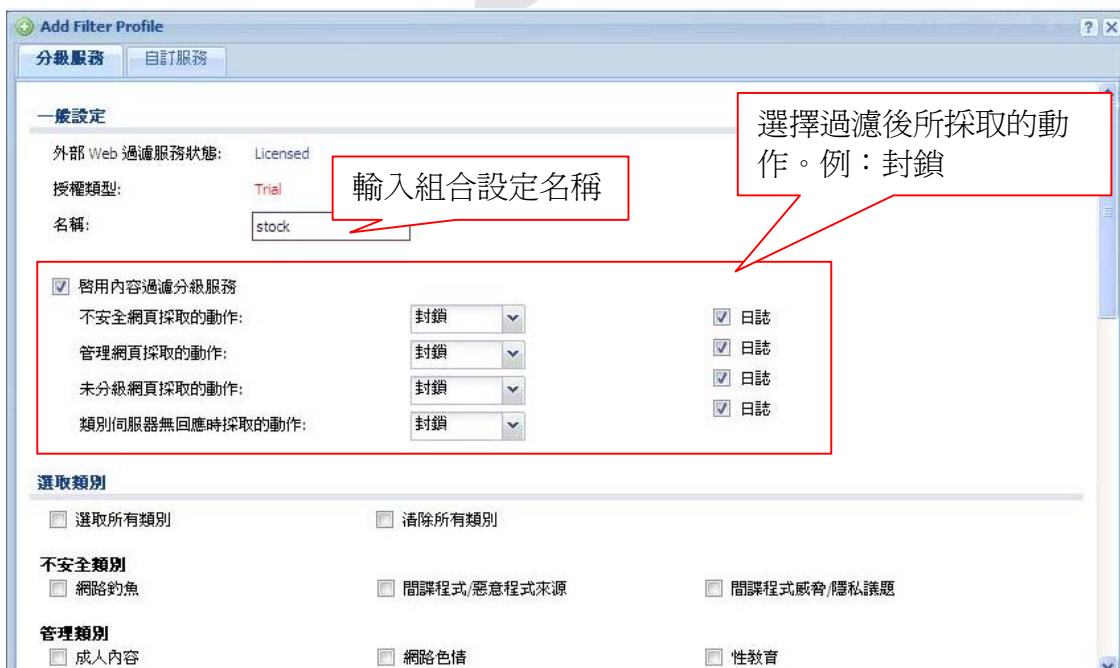 Add Filter Profile
分級服務 自訂服務
一般設定
外部 Web 過濾服務狀態: Licensed
授權類型: Trial
名稱: stock
輸入組合設定名稱
選擇過濾後所採取的動
作。例：封鎖
啓用內容過濾分級服務
不安全網頁採取的動作: 封鎖 日誌
管理網頁採取的動作: 封鎖 日誌
未分級網頁採取的動作: 封鎖 日誌
類別伺服器無回應時採取的動作: 封鎖 日誌
選取類別
選取所有類別 清除所有類別
不安全類別
網路釣魚 間諜程式/惡意程式來源 間諜程式威脅/隱私議題
管理類別
成人內容 網路色情 性教育